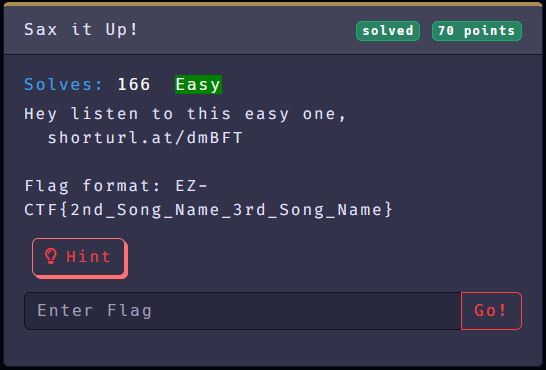 Sax it Up!
solved 70 points
Solves: 166 Easy
Hey listen to this easy one,
shorturl.at/dmBFT
Flag format: EZ-
CTF{2nd_Song_Name_3rd_Song_Name}
Hint
Enter Flag
Go!